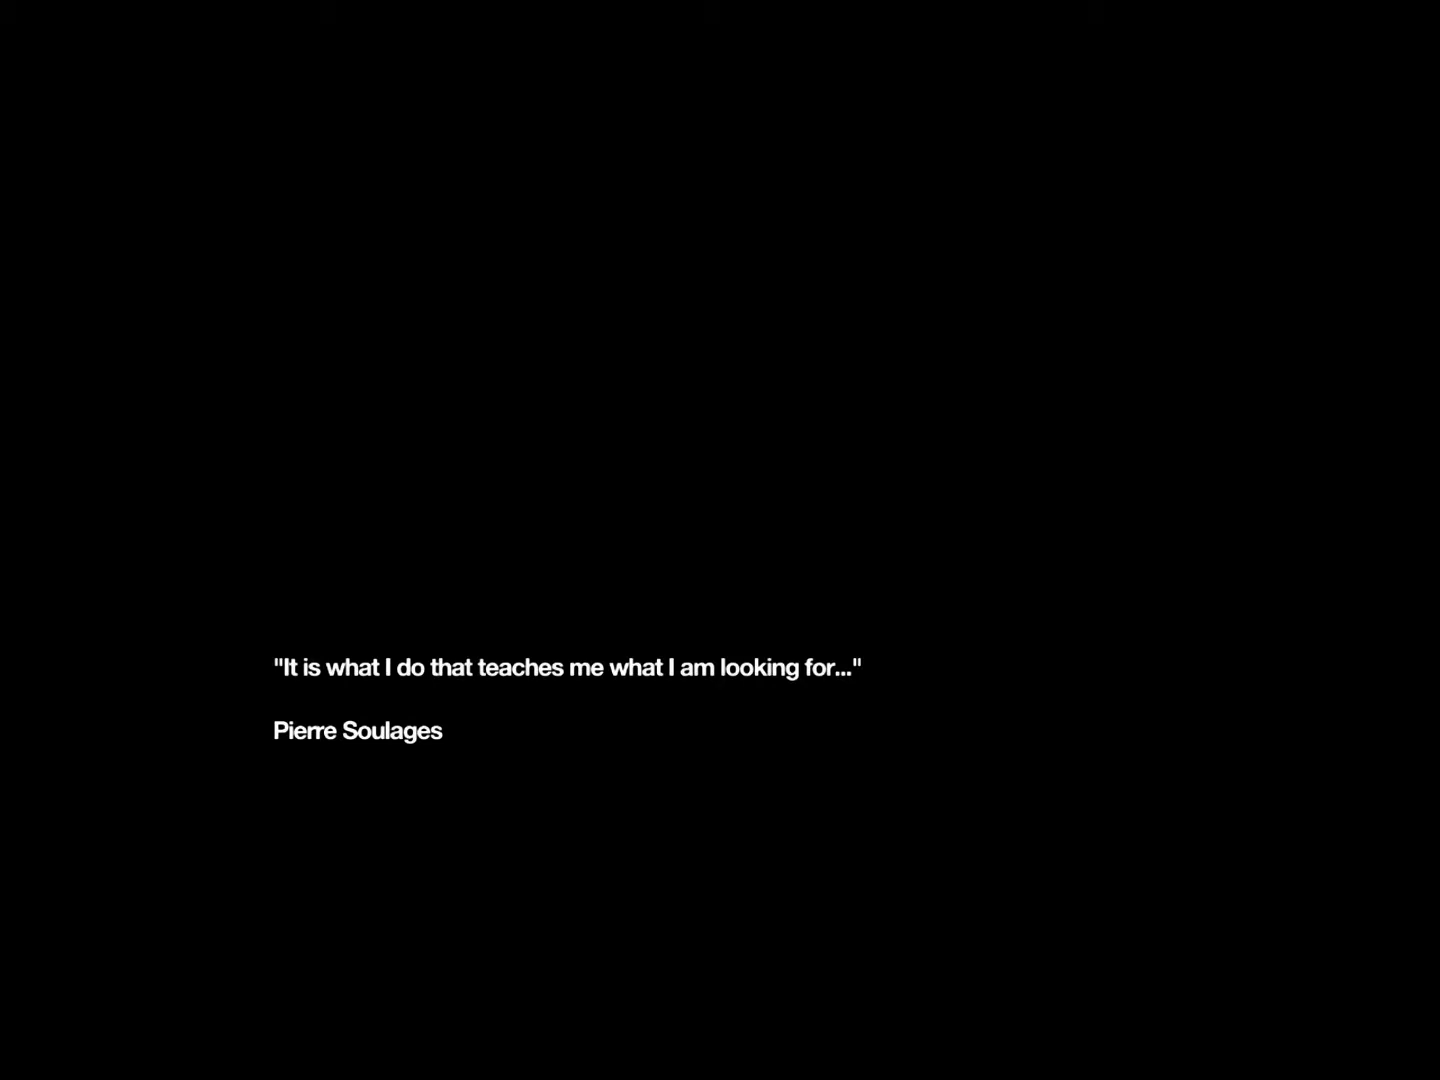 "It is what I do that teaches me what I am looking for..."
Pierre Soulages